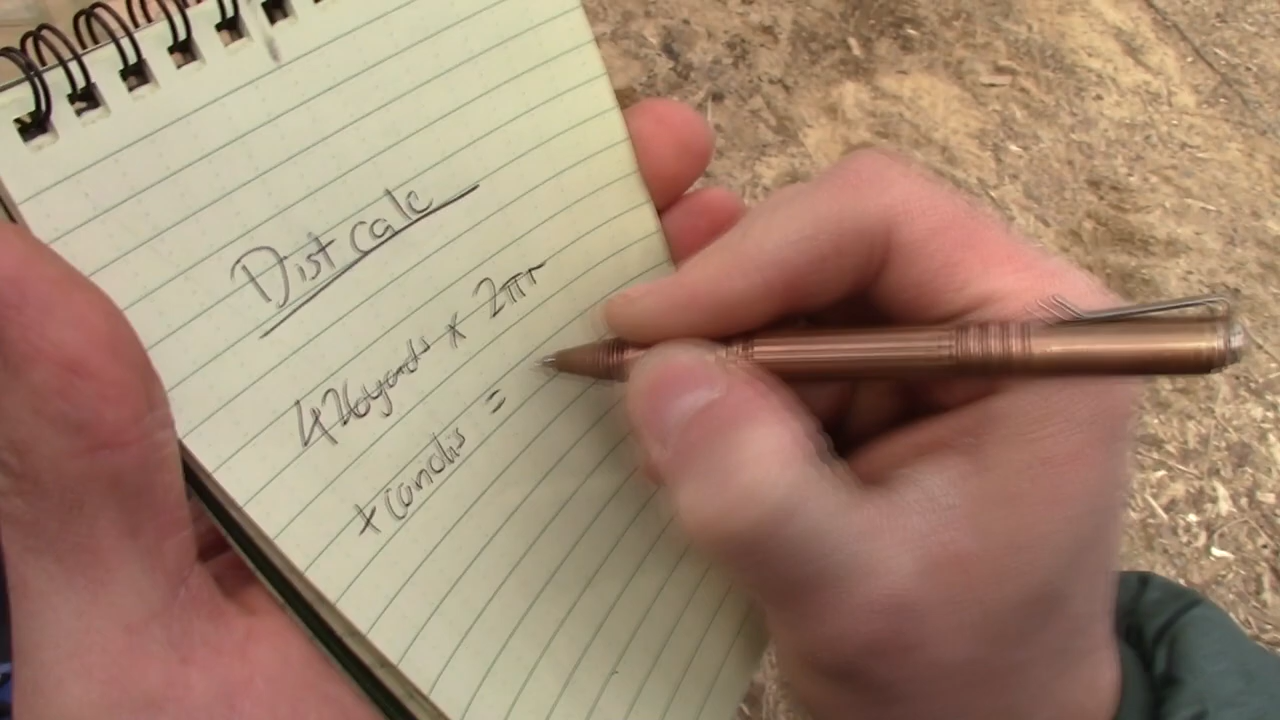 Dist calc
426yards x 2πr
+ condis =